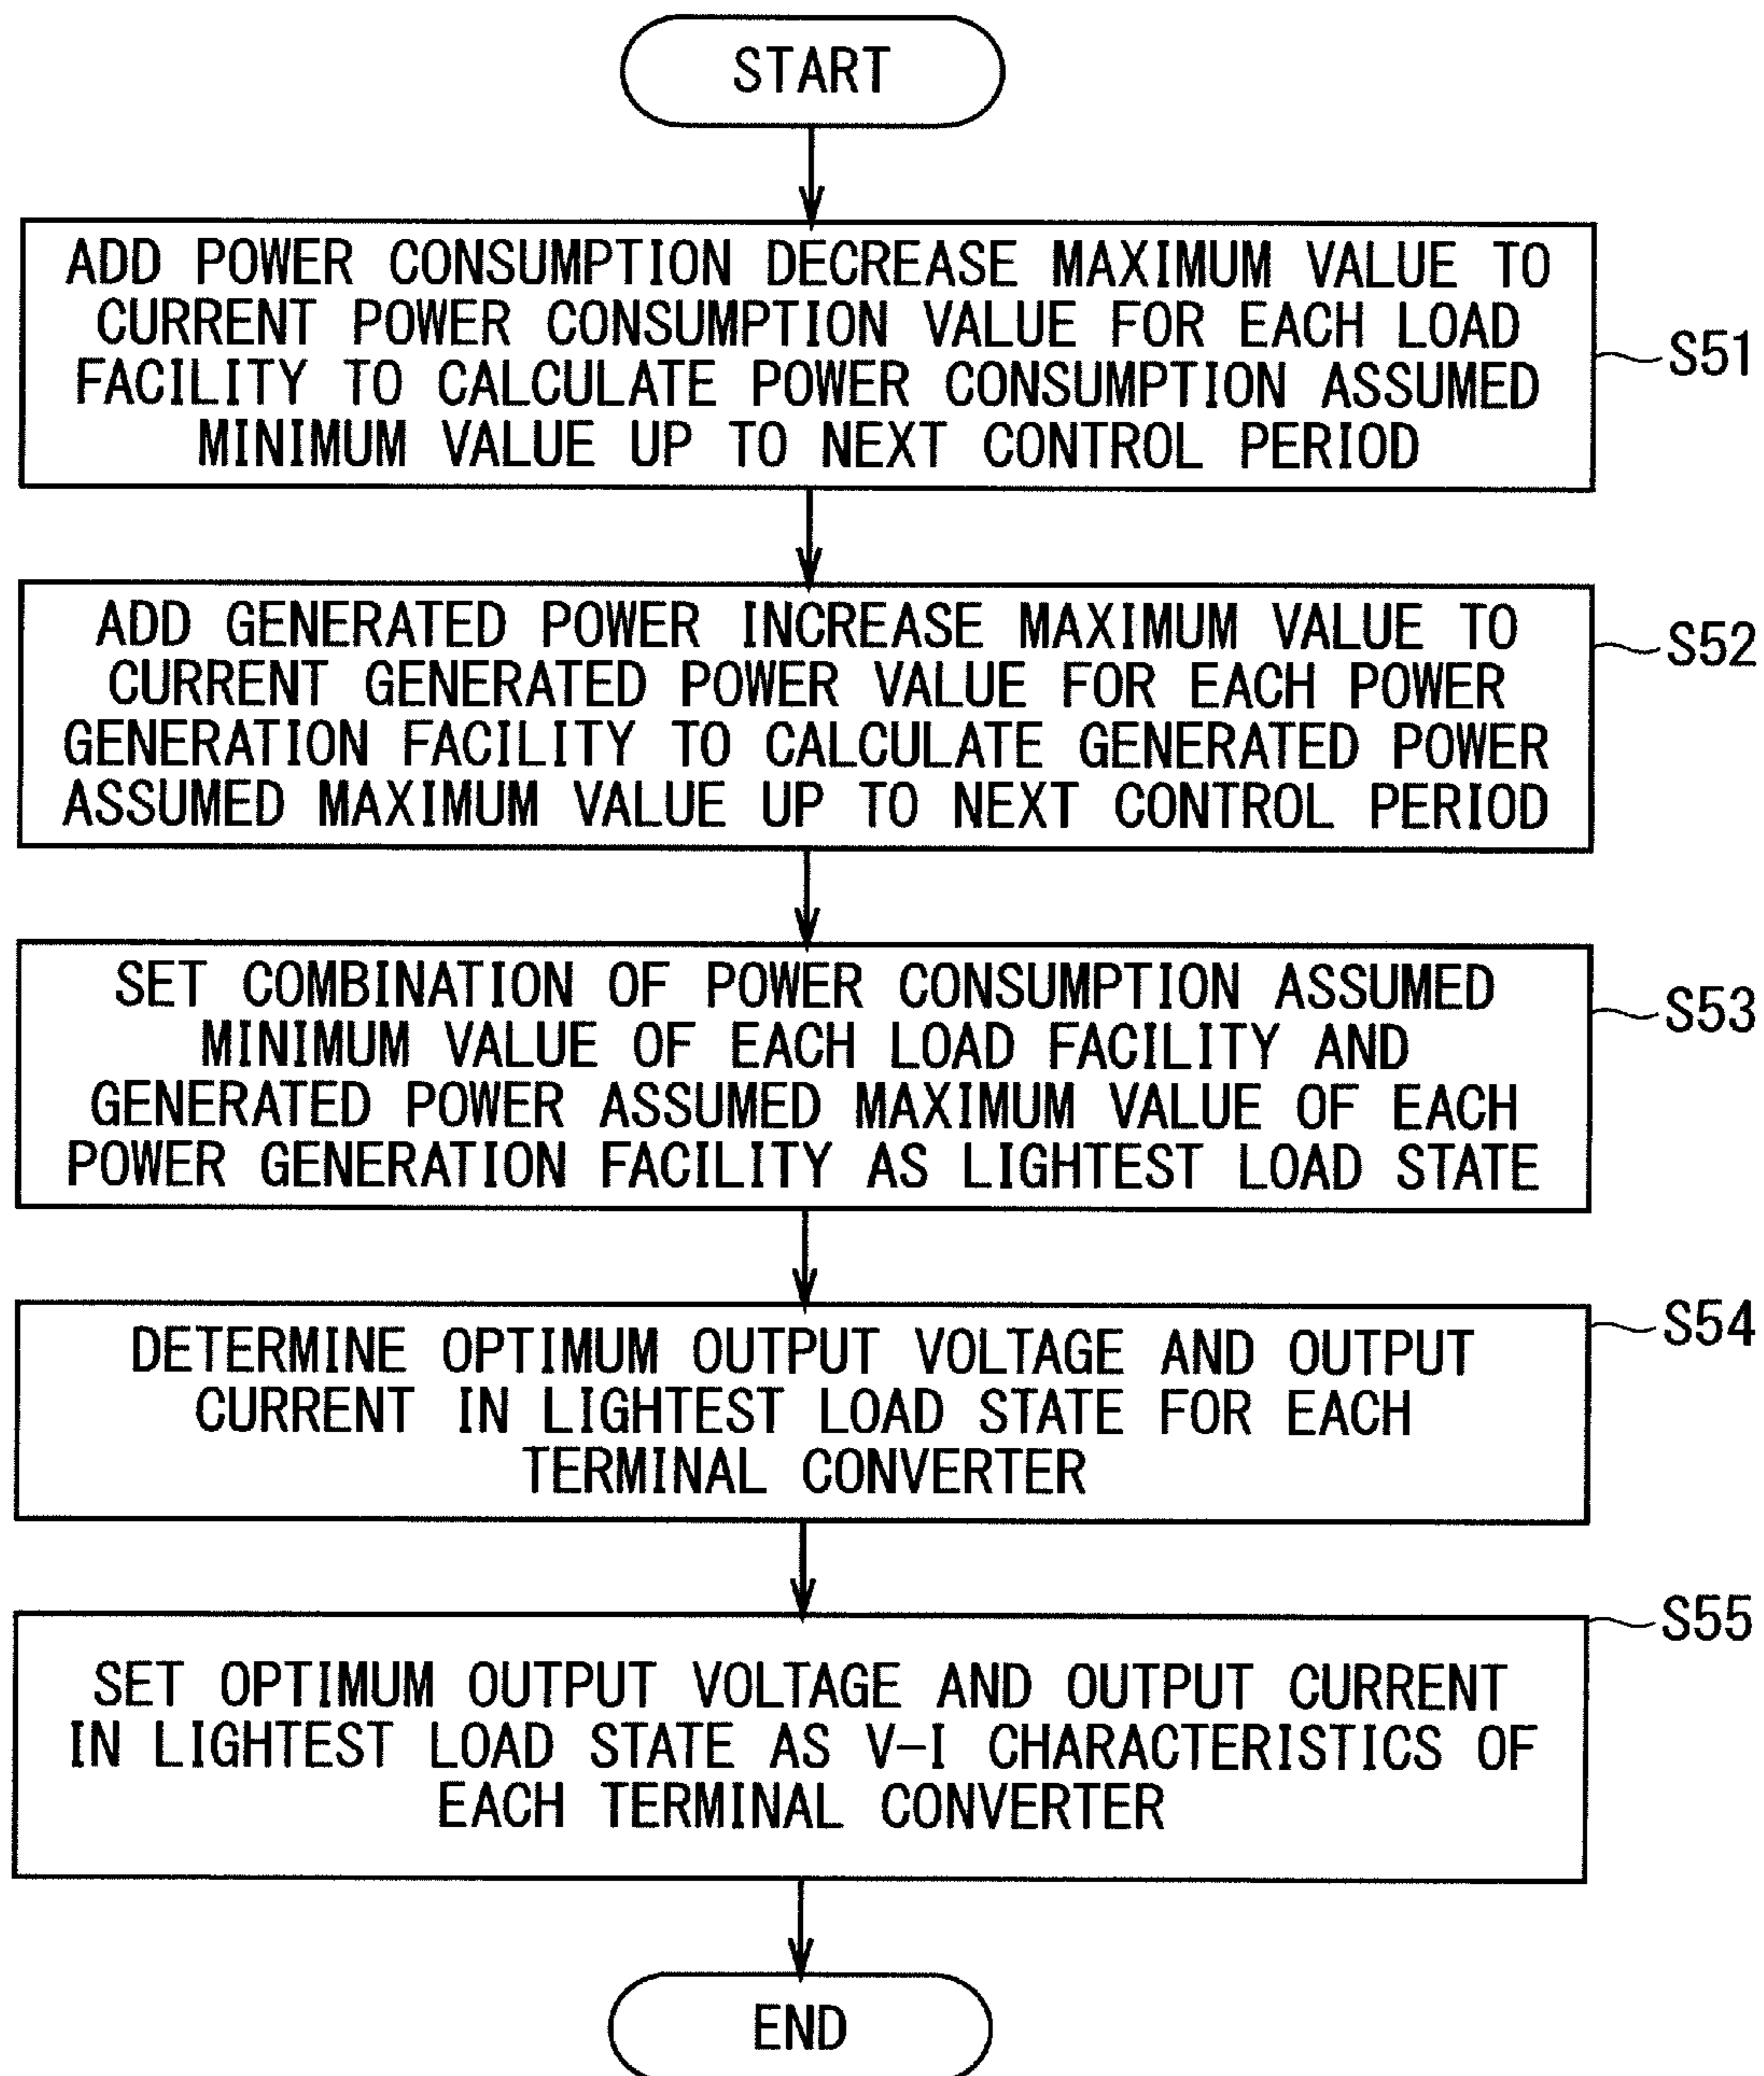 START
ADD POWER CONSUMPTION DECREASE MAXIMUM VALUE TO
CURRENT POWER CONSUMPTION VALUE FOR EACH LOAD
FACILITY TO CALCULATE POWER CONSUMPTION ASSUMED
MINIMUM VALUE UP TO NEXT CONTROL PERIOD
S51
ADD GENERATED POWER INCREASE MAXIMUM VALUE TO
CURRENT GENERATED POWER VALUE FOR EACH POWER
GENERATION FACILITY TO CALCULATE GENERATED POWER
ASSUMED MAXIMUM VALUE UP TO NEXT CONTROL PERIOD
S52
SET COMBINATION OF POWER CONSUMPTION ASSUMED
MINIMUM VALUE OF EACH LOAD FACILITY AND
GENERATED POWER ASSUMED MAXIMUM VALUE OF EACH
POWER GENERATION FACILITY AS LIGHTEST LOAD STATE
S53
DETERMINE OPTIMUM OUTPUT VOLTAGE AND OUTPUT
CURRENT IN LIGHTEST LOAD STATE FOR EACH
TERMINAL CONVERTER
S54
SET OPTIMUM OUTPUT VOLTAGE AND OUTPUT CURRENT
IN LIGHTEST LOAD STATE AS V-I CHARACTERISTICS OF
EACH TERMINAL CONVERTER
S55
END